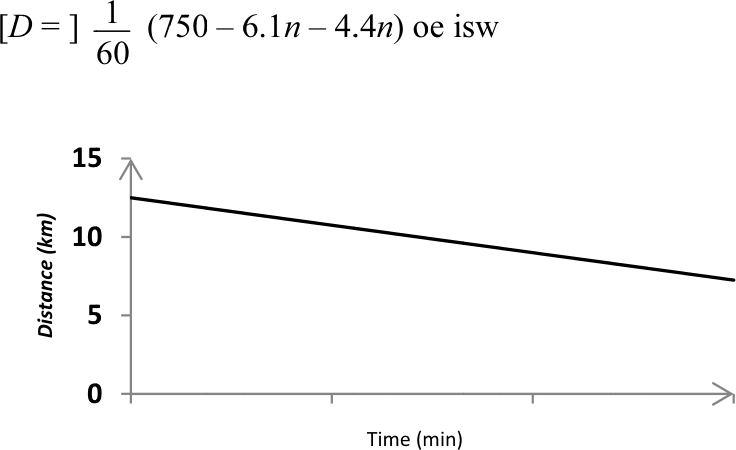 [D = ] 1/60 (750 – 6.1n – 4.4n) oe isw
15
10
5
0
Distance (km)
Time (min)